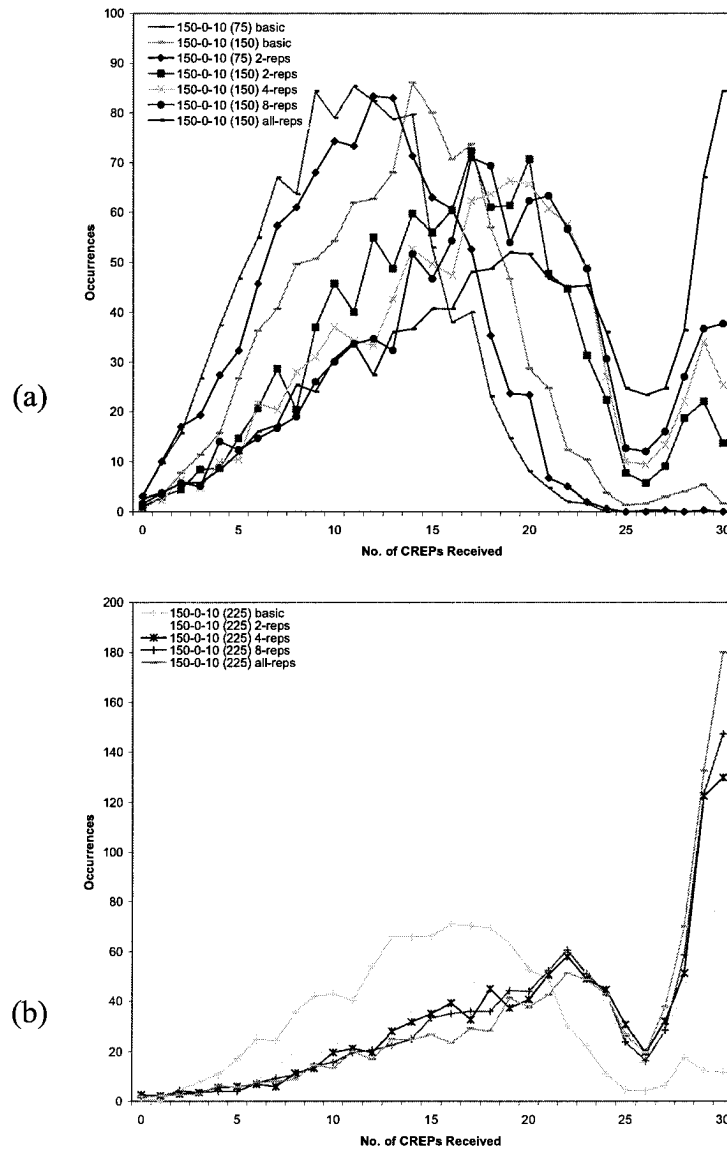 (a)
150-0-10 (75) basic
150-0-10 (150) basic
150-0-10 (75) 2-reps
150-0-10 (150) 2-reps
150-0-10 (150) 4-reps
150-0-10 (150) 8-reps
150-0-10 (150) all-reps
Occurrences
100
90
80
70
60
50
40
30
20
10
0
0 5 10 15 20 25 30
No. of CREPs Received
(b)
150-0-10 (225) basic
150-0-10 (225) 2-reps
150-0-10 (225) 4-reps
150-0-10 (225) 8-reps
150-0-10 (225) all-reps
Occurrences
200
180
160
140
120
100
80
60
40
20
0
0 5 10 15 20 25 30
No. of CREPs Received